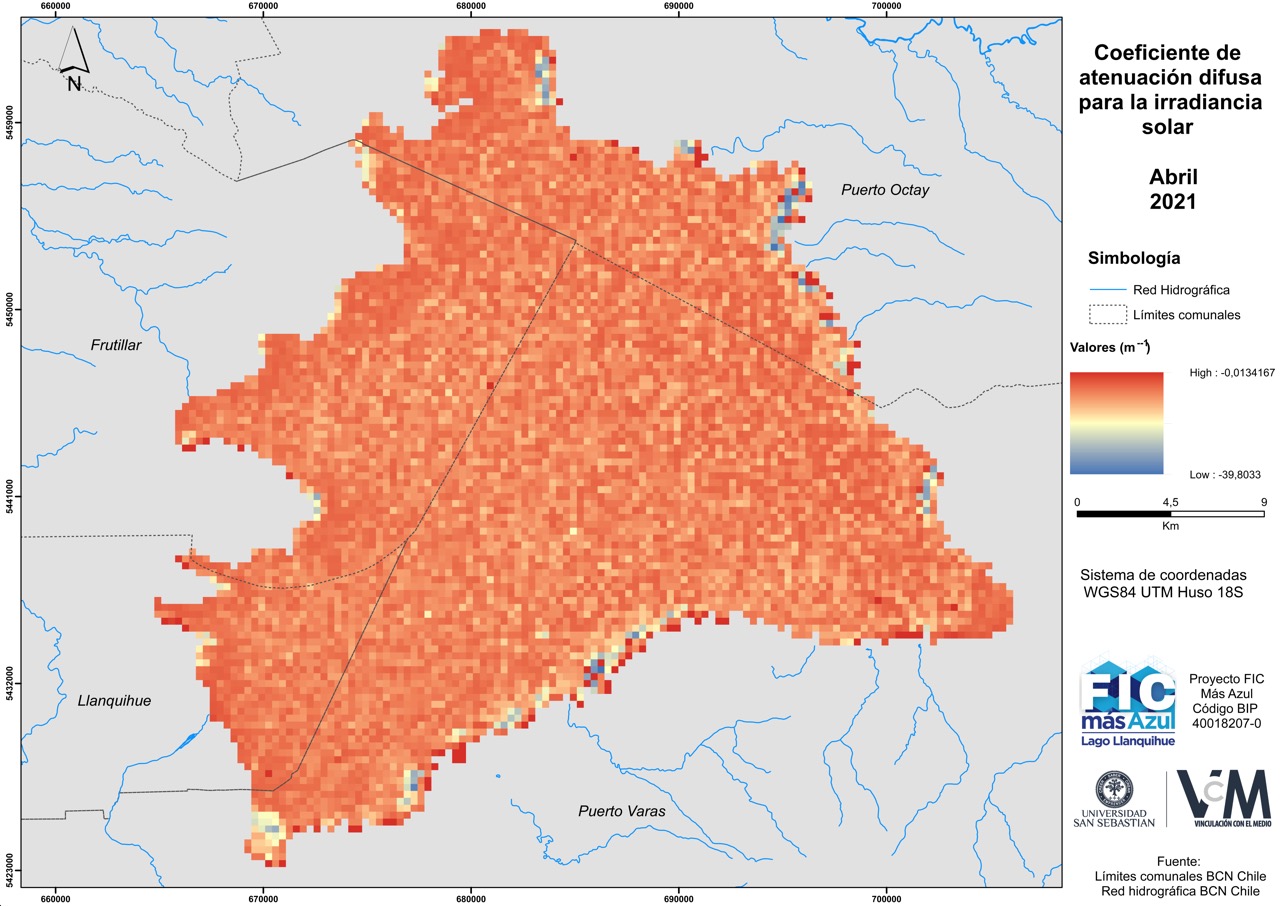 660000
670000
680000
690000
700000
N
5459000
5450000
5441000
5432000
5423000
Puerto Octay
Frutillar
Llanquihue
Puerto Varas
660000
670000
680000
690000
700000
Coeficiente de
atenuación difusa
para la irradiancia
solar
Abril
2021
Simbología
Red Hidrográfica
Límites comunales
Valores (m⁻¹)
High : -0,0134167
Low : -39,8033
0 4,5 9
Km
Sistema de coordenadas
WGS84 UTM Huso 18S
FIC
más Azul
Lago Llanquihue
Proyecto FIC
Más Azul
Código BIP
40018207-0
UNIVERSIDAD
SAN SEBASTIAN
VcM
VINCULACIÓN CON EL MEDIO
Fuente:
Límites comunales BCN Chile
Red hidrográfica BCN Chile